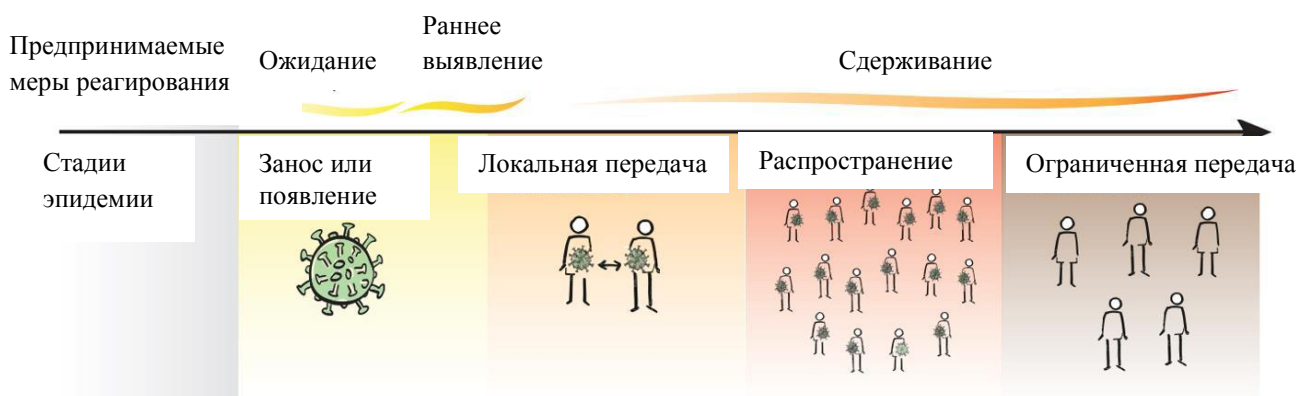 Предпринимаемые
меры реагирования
Ожидание
Раннее
выявление
Сдерживание
Стадии
эпидемии
Занос или
появление
Локальная передача
Распространение
Ограниченная передача